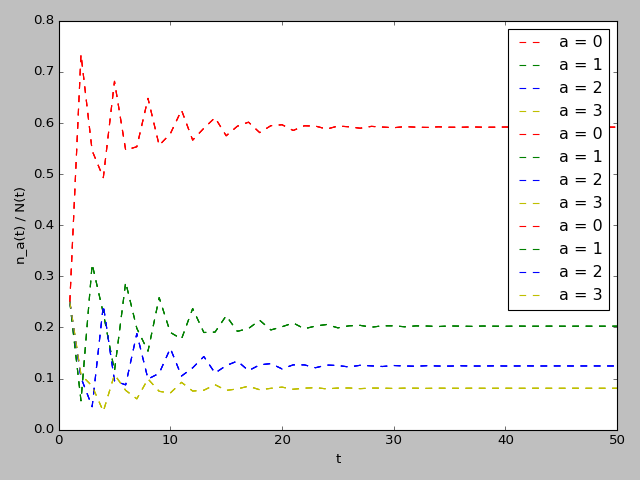 0.8
0.7
0.6
0.5
0.4
0.3
0.2
0.1
0.0
n_a(t) / N(t)
a = 0
a = 1
a = 2
a = 3
a = 0
a = 1
a = 2
a = 3
a = 0
a = 1
a = 2
a = 3
0 10 20 30 40 50
t